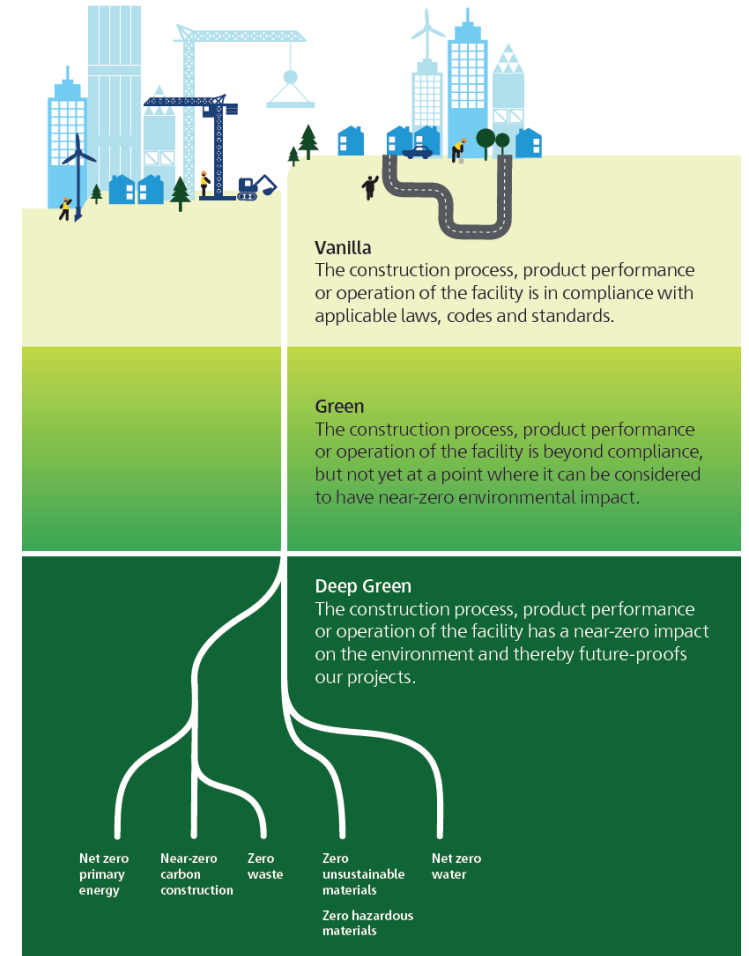 Vanilla
The construction process, product performance
or operation of the facility is in compliance with
applicable laws, codes and standards.
Green
The construction process, product performance
or operation of the facility is beyond compliance,
but not yet at a point where it can be considered
to have near-zero environmental impact.
Deep Green
The construction process, product performance
or operation of the facility has a near-zero impact
on the environment and thereby future-proofs
our projects.
Net zero
primary
energy
Near-zero
carbon
construction
Zero
waste
Zero
unsustainable
materials
Zero hazardous
materials
Net zero
water